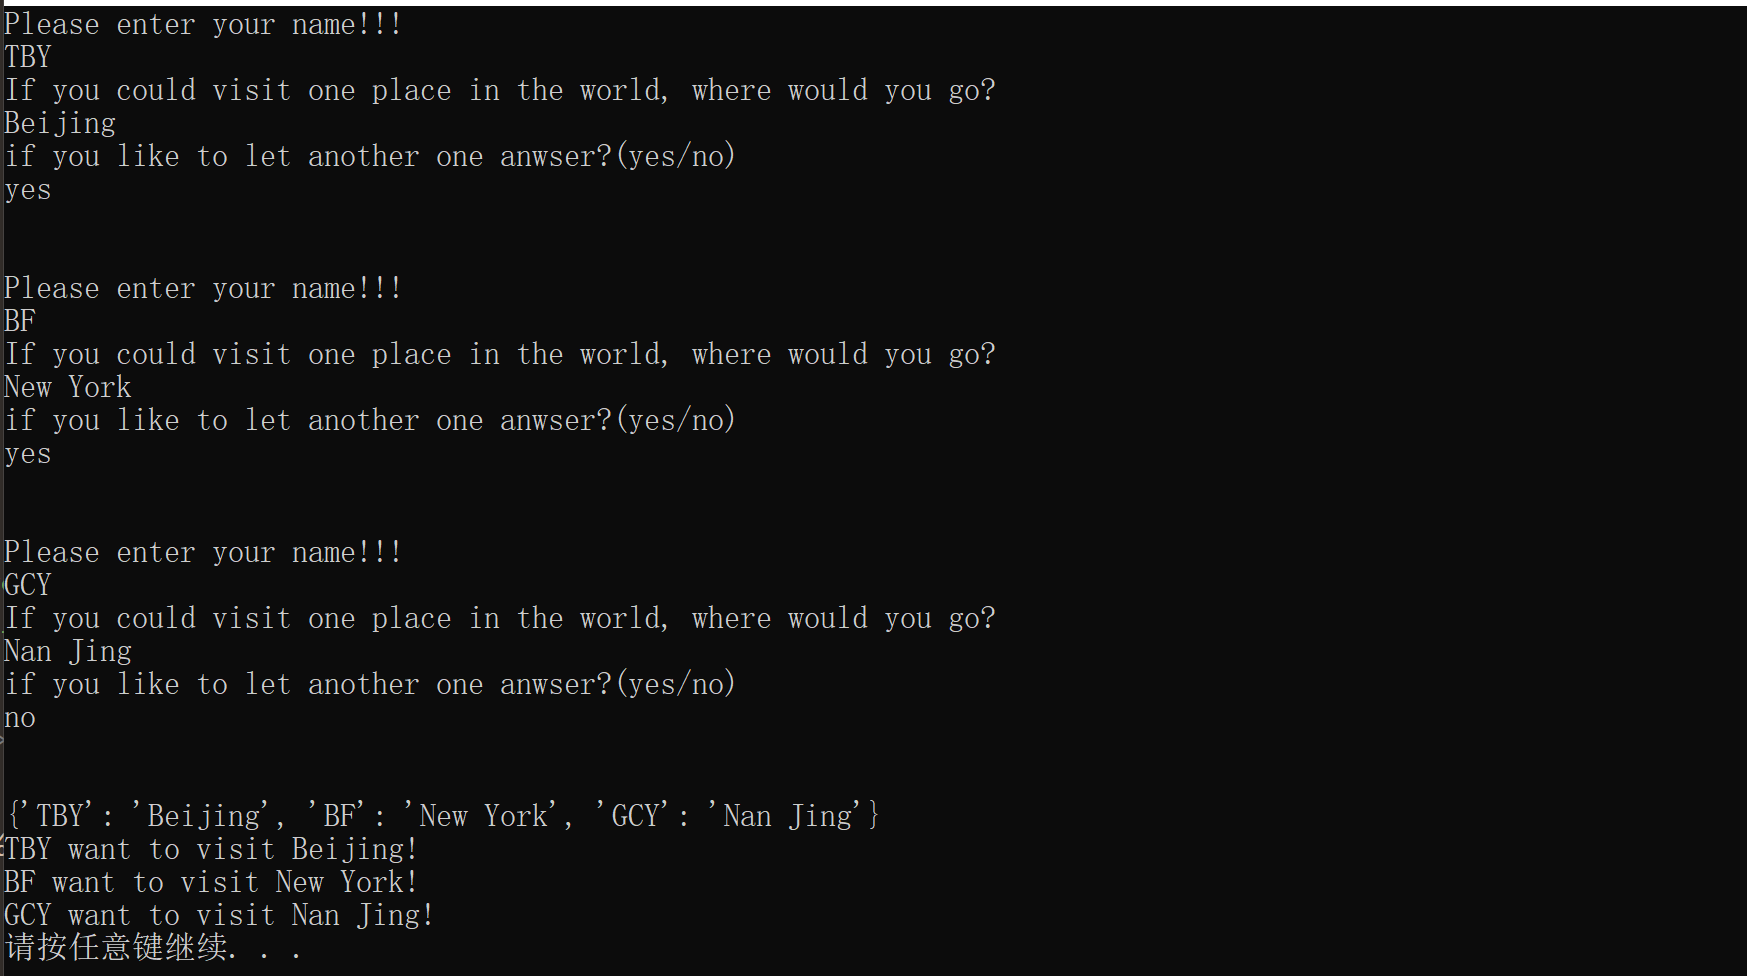 Please enter your name!!!
TBY
If you could visit one place in the world, where would you go?
Beijing
if you like to let another one anwser?(yes/no)
yes
Please enter your name!!!
BF
If you could visit one place in the world, where would you go?
New York
if you like to let another one anwser?(yes/no)
yes
Please enter your name!!!
GCY
If you could visit one place in the world, where would you go?
Nan Jing
if you like to let another one anwser?(yes/no)
no
{'TBY': 'Beijing', 'BF': 'New York', 'GCY': 'Nan Jing'}
TBY want to visit Beijing!
BF want to visit New York!
GCY want to visit Nan Jing!
请按任意键继续. . .